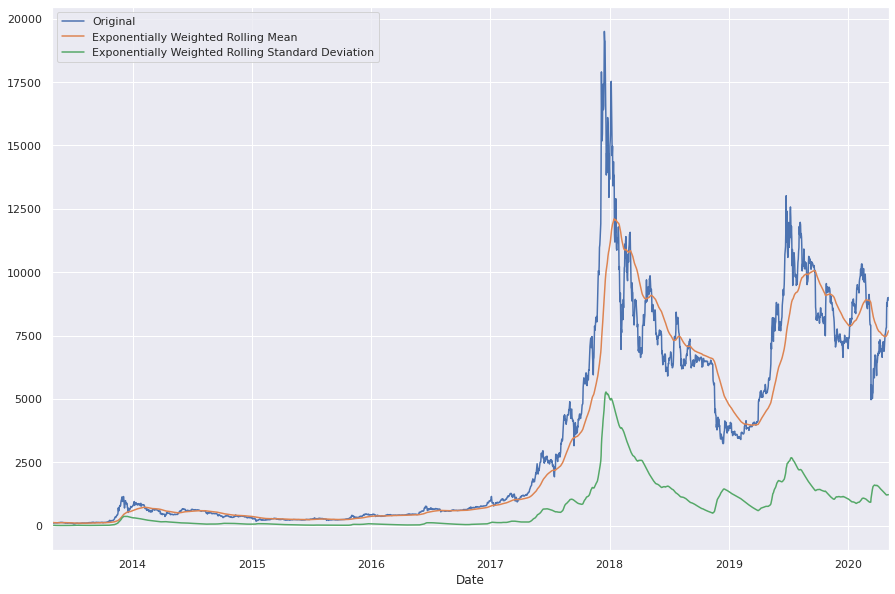 Original
Exponentially Weighted Rolling Mean
Exponentially Weighted Rolling Standard Deviation
20000
17500
15000
12500
10000
7500
5000
2500
0
2014 2015 2016 2017 2018 2019 2020
Date